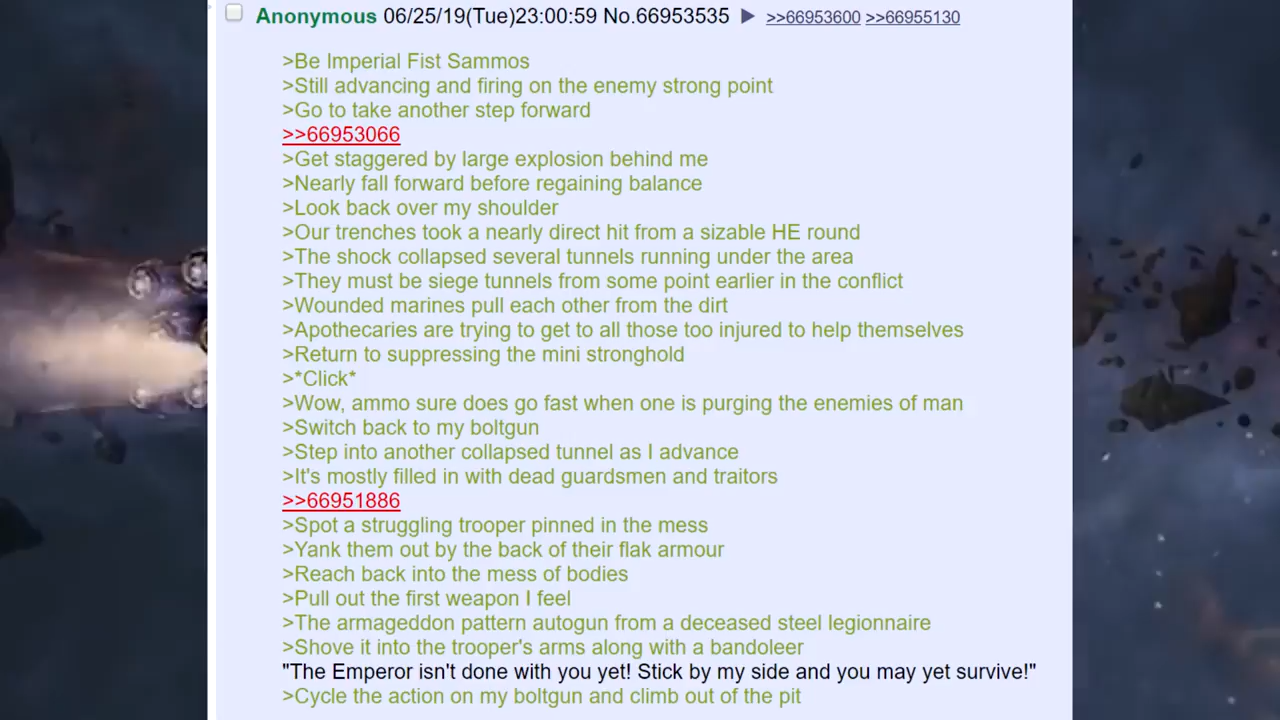 Anonymous 06/25/19(Tue)23:00:59 No.66953535 ▶ >>66953600 >>66955130
>Be Imperial Fist Sammos
>Still advancing and firing on the enemy strong point
>Go to take another step forward
>>66953066
>Get staggered by large explosion behind me
>Nearly fall forward before regaining balance
>Look back over my shoulder
>Our trenches took a nearly direct hit from a sizable HE round
>The shock collapsed several tunnels running under the area
>They must be siege tunnels from some point earlier in the conflict
>Wounded marines pull each other from the dirt
>Apothecaries are trying to get to all those too injured to help themselves
>Return to suppressing the mini stronghold
>*Click*
>Wow, ammo sure does go fast when one is purging the enemies of man
>Switch back to my boltgun
>Step into another collapsed tunnel as I advance
>It's mostly filled in with dead guardsmen and traitors
>>66951886
>Spot a struggling trooper pinned in the mess
>Yank them out by the back of their flak armour
>Reach back into the mess of bodies
>Pull out the first weapon I feel
>The armageddon pattern autogun from a deceased steel legionnaire
>Shove it into the trooper's arms along with a bandoleer
"The Emperor isn't done with you yet! Stick by my side and you may yet survive!"
>Cycle the action on my boltgun and climb out of the pit